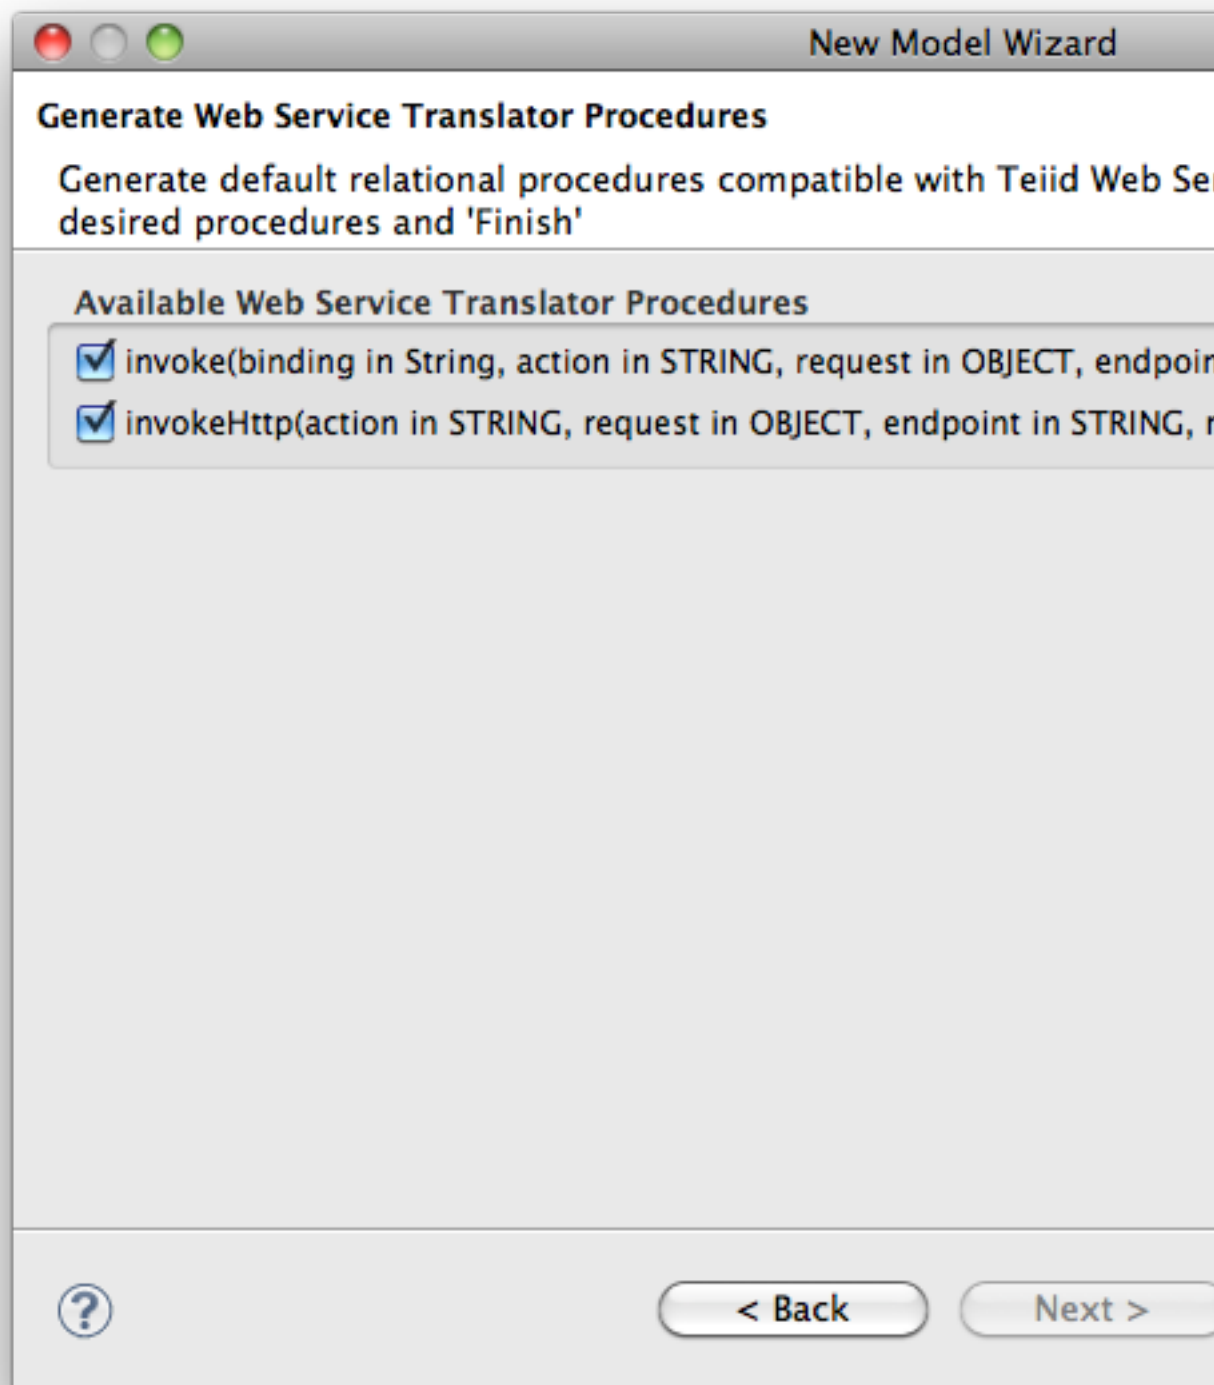 New Model Wizard
Generate Web Service Translator Procedures
Generate default relational procedures compatible with Teiid Web
desired procedures and 'Finish'
Available Web Service Translator Procedures
invoke(binding in String, action in STRING, request in OBJECT,
invokeHttp(action in STRING, request in OBJECT, endpoint in STRING,
?
< Back
Next >